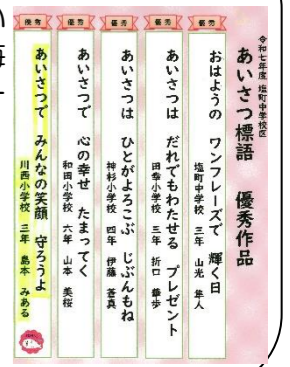 令和七年度 塩町中学校区
あいさつ標語 優秀作品
優秀
おはようの ワンフレーズで 輝く日
塩町中学校 三年 山光 隼人
優秀
あいさつは だれでもわたせる プレゼント
田幸小学校 三年 折口 華歩
優秀
あいさつは ひとがよろこぶ じぶんもね
神杉小学校 四年 伊藤 蒼真
優秀
あいさつで 心の幸せ たまってく
和田小学校 六年 山本 美桜
優秀
あいさつで みんなの笑顔 守ろうよ
川西小学校 三年 島本 みある